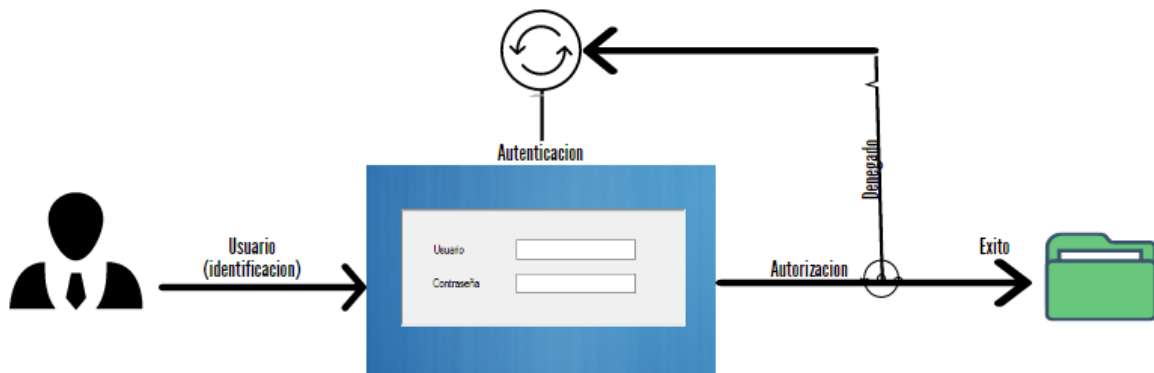 Autenticacion
Usuario
(identificacion)
Usuario
Contraseña
Autorizacion
Denegado
Exito